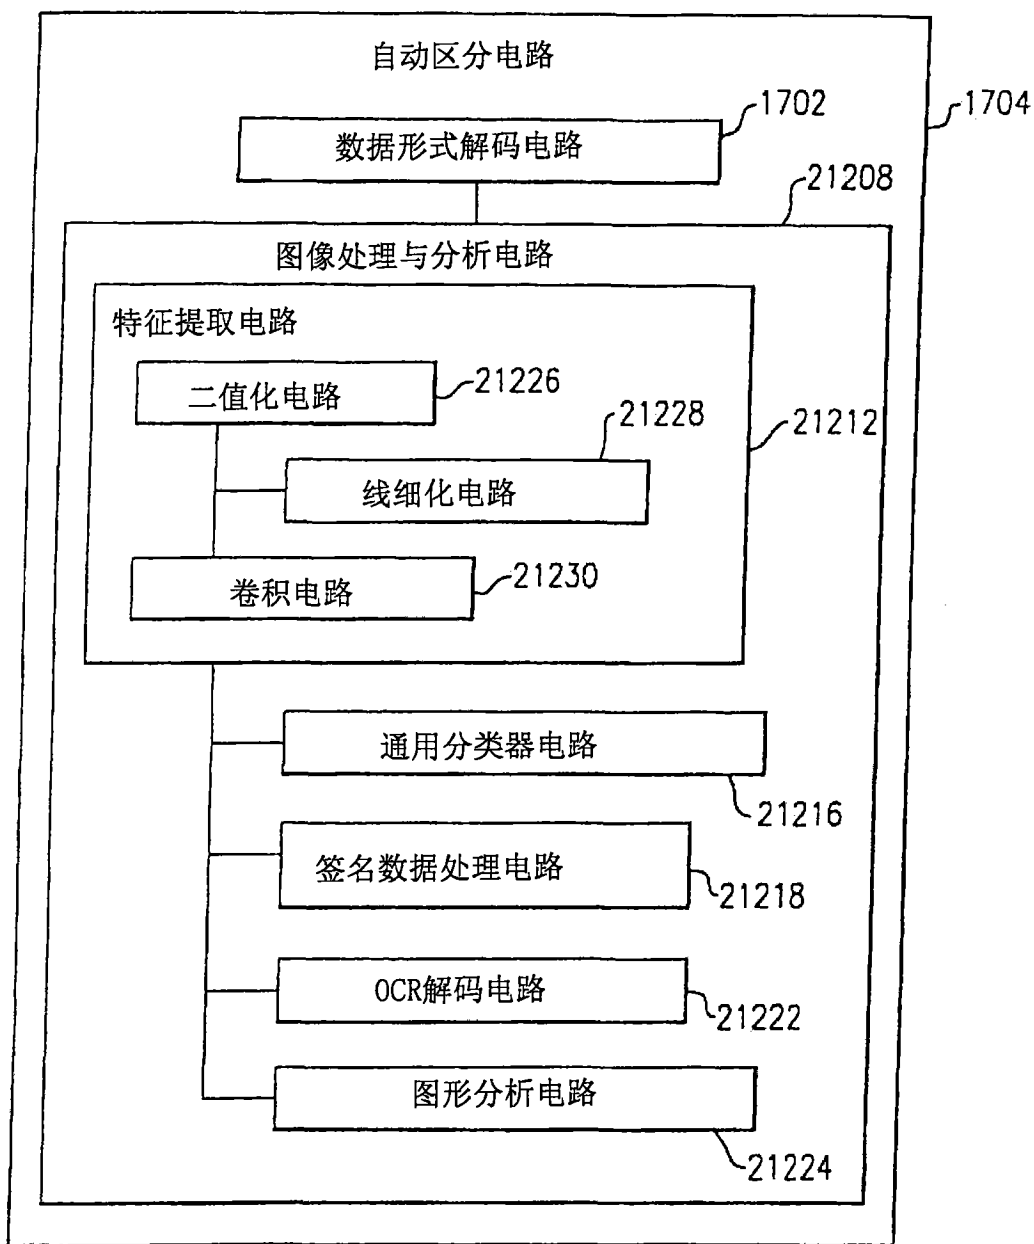 自动区分电路
1702
1704
数据形式解码电路
21208
图像处理与分析电路
特征提取电路
21226
二值化电路
21228
21212
线细化电路
21230
卷积电路
通用分类器电路
21216
签名数据处理电路
21218
OCR解码电路
21222
图形分析电路
21224